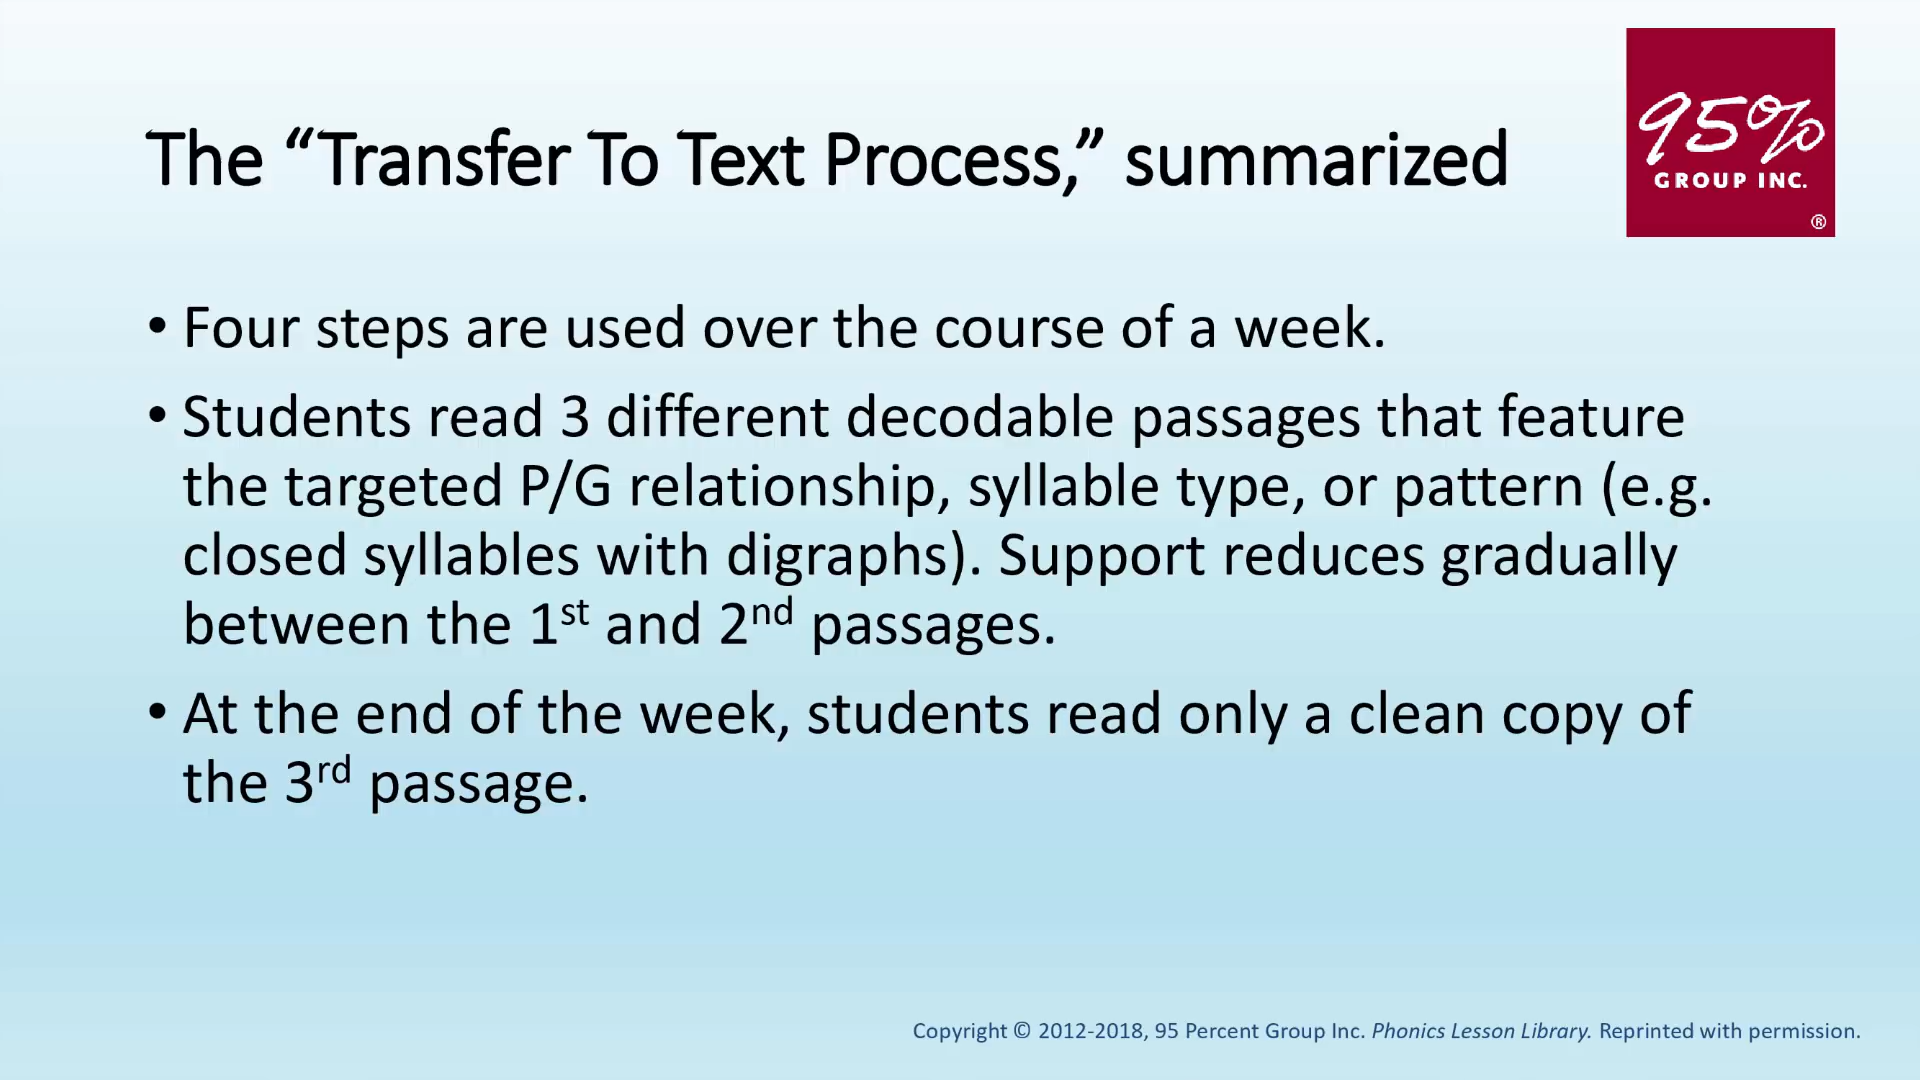 95%
GROUP INC.
®
The “Transfer To Text Process,” summarized
• Four steps are used over the course of a week.
• Students read 3 different decodable passages that feature
the targeted P/G relationship, syllable type, or pattern (e.g.
closed syllables with digraphs). Support reduces gradually
between the 1st and 2nd passages.
• At the end of the week, students read only a clean copy of
the 3rd passage.
Copyright © 2012-2018, 95 Percent Group Inc. Phonics Lesson Library. Reprinted with permission.